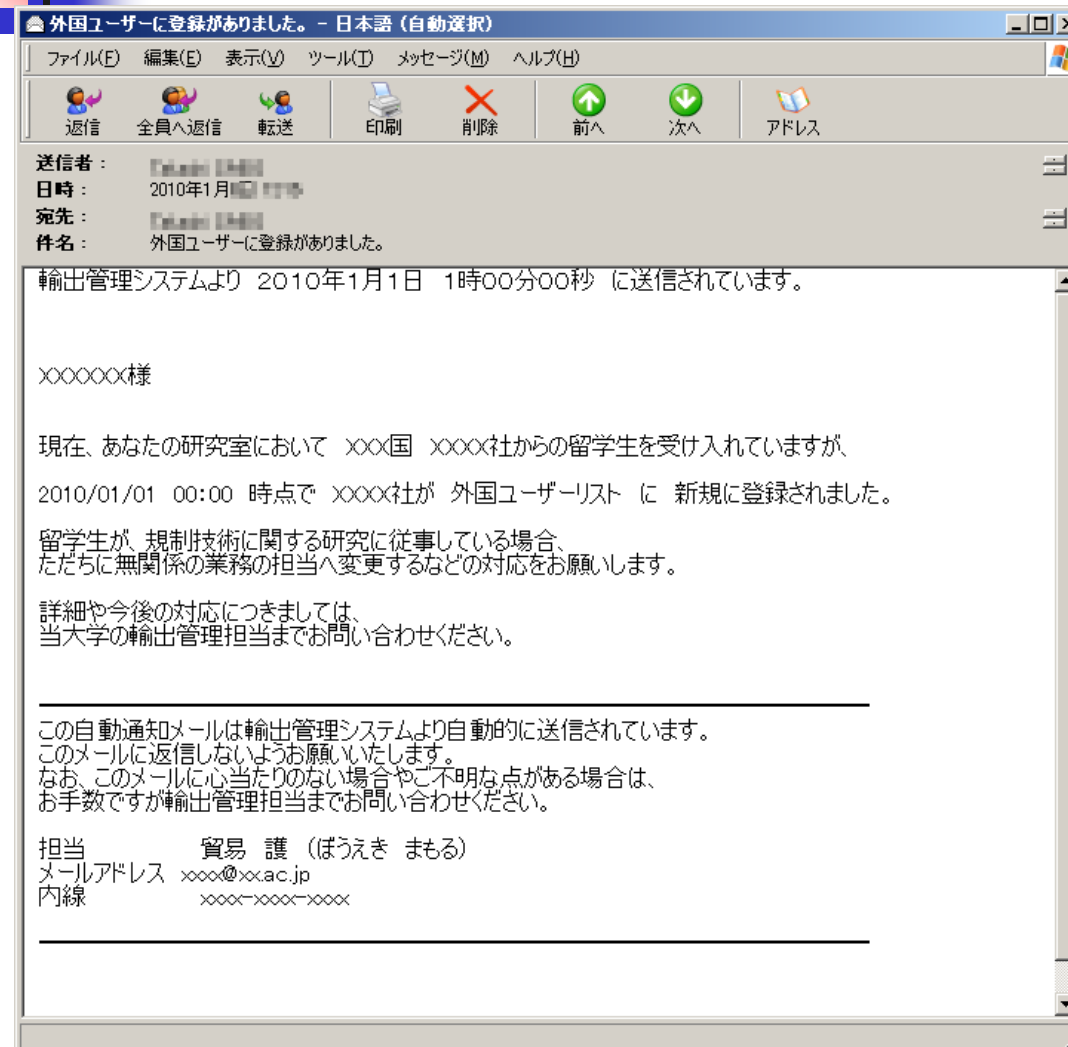 外国ユーザーに登録がありました。 - 日本語 (自動選択)
ファイル(F) 編集(E) 表示(V) ツール(T) メッセージ(M) ヘルプ(H)
返信 全員へ返信 転送 印刷 削除 前へ 次へ アドレス
送信者：
日時： 2010年1月
宛先：
件名： 外国ユーザーに登録がありました。
輸出管理システムより 2010年1月1日 1時00分00秒 に送信されています。
XXXXXXX様
現在、あなたの研究室において XXX国 XXXX社からの留学生を受け入れていますが、
2010/01/01 00:00 時点で XXXX社が 外国ユーザーリスト に 新規に登録されました。
留学生が、規制技術に関する研究に従事している場合、
ただちに無関係の業務の担当へ変更するなどの対応をお願いします。
詳細や今後の対応につきましては、
当大学の輸出管理担当までお問い合わせください。
この自動通知メールは輸出管理システムより自動的に送信されています。
このメールに返信しないようお願いいたします。
なお、このメールに心当たりのない場合やご不明な点がある場合は、
お手数ですが輸出管理担当までお問い合わせください。
担当 貿易 護 (ぼうえき まもる)
メールアドレス xxxx@xx.ac.jp
内線 xxxx-xxxx-xxxx